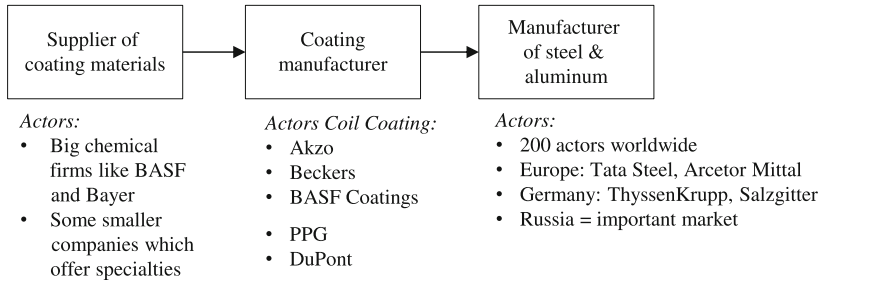 Supplier of
coating materials
Coating
manufacturer
Manufacturer
of steel &
aluminum
Actors:
• Big chemical
firms like BASF
and Bayer
• Some smaller
companies which
offer specialties
Actors Coil Coating:
• Akzo
• Beckers
• BASF Coatings
• PPG
• DuPont
Actors:
• 200 actors worldwide
• Europe: Tata Steel, Arcetor Mittal
• Germany: ThyssenKrupp, Salzgitter
• Russia = important market